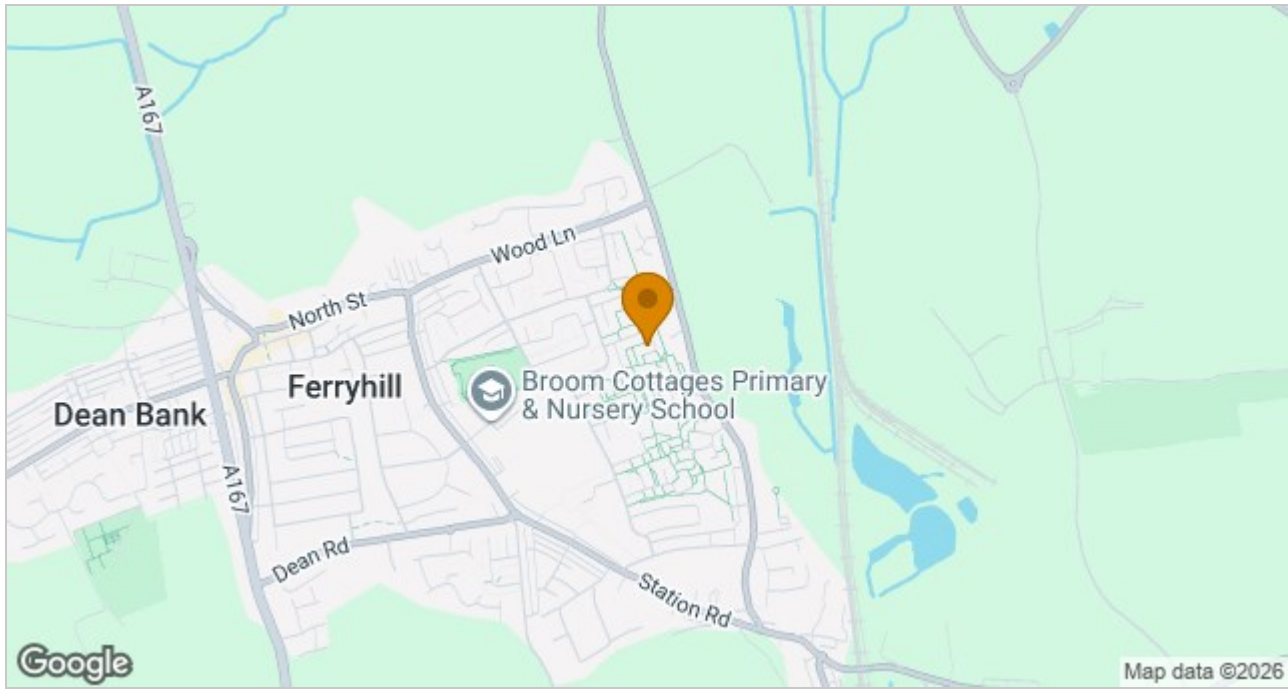 A167
Wood Ln
North St
Ferryhill
Broom Cottages Primary
& Nursery School
Dean Bank
A167
Dean Rd
Station Rd
Google
Map data ©2026